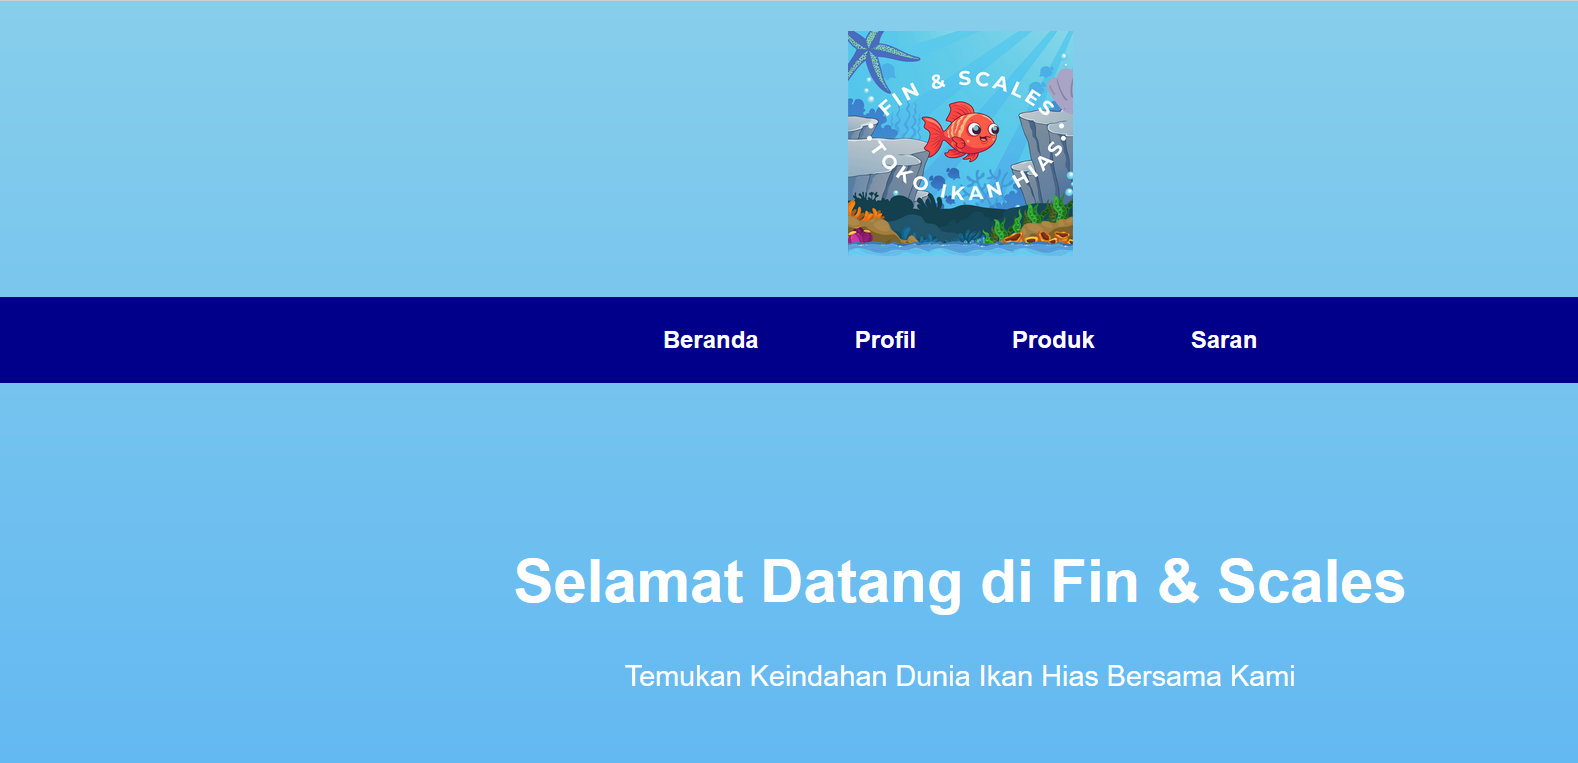 FIN & SCALES
TOKO IKAN HIAS
Beranda Profil Produk Saran
Selamat Datang di Fin & Scales
Temukan Keindahan Dunia Ikan Hias Bersama Kami